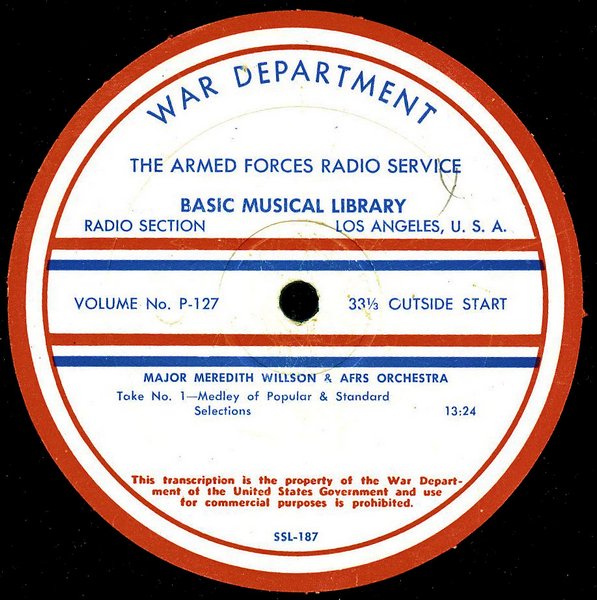 WAR DEPARTMENT
THE ARMED FORCES RADIO SERVICE
BASIC MUSICAL LIBRARY
RADIO SECTION LOS ANGELES, U. S. A.
VOLUME No. P-127 33⅓ OUTSIDE START
MAJOR MEREDITH WILLSON & AFRS ORCHESTRA
Take No. 1—Medley of Popular & Standard
Selections 13:24
This transcription is the property of the War Depart-
ment of the United States Government and use
for commercial purposes is prohibited.
SSL-187